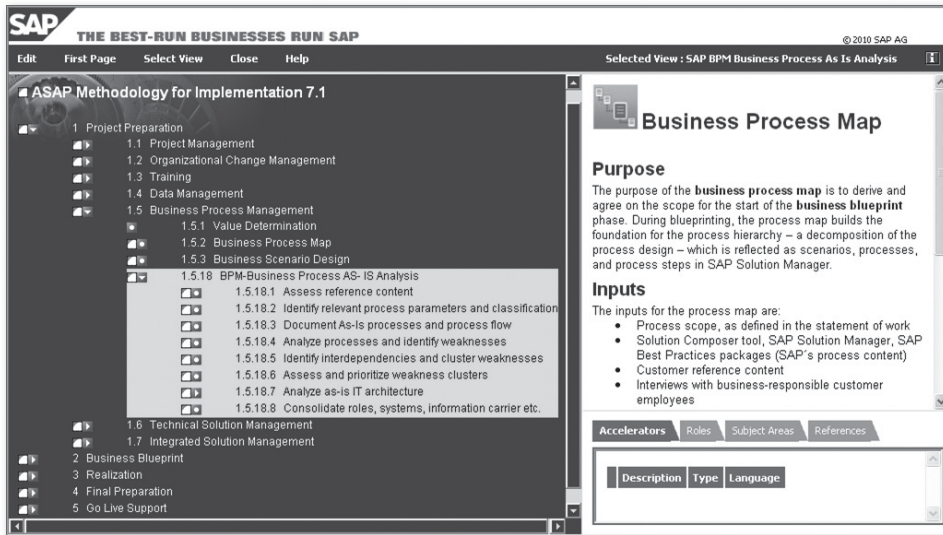 SAP
THE BEST-RUN BUSINESSES RUN SAP
© 2010 SAP AG
Edit First Page Select View Close Help
Selected View : SAP BPM Business Process As Is Analysis
ASAP Methodology for Implementation 7.1
1 Project Preparation
1.1 Project Management
1.2 Organizational Change Management
1.3 Training
1.4 Data Management
1.5 Business Process Management
1.5.1 Value Determination
1.5.2 Business Process Map
1.5.3 Business Scenario Design
1.5.18 BPM-Business Process AS- IS Analysis
1.5.18.1 Assess reference content
1.5.18.2 Identify relevant process parameters and classification
1.5.18.3 Document As-Is processes and process flow
1.5.18.4 Analyze processes and identify weaknesses
1.5.18.5 Identify interdependencies and cluster weaknesses
1.5.18.6 Assess and prioritize weakness clusters
1.5.18.7 Analyze as-is IT architecture
1.5.18.8 Consolidate roles, systems, information carrier etc.
1.6 Technical Solution Management
1.7 Integrated Solution Management
2 Business Blueprint
3 Realization
4 Final Preparation
5 Go Live Support
Business Process Map
Purpose
The purpose of the business process map is to derive and
agree on the scope for the start of the business blueprint
phase. During blueprinting, the process map builds the
foundation for the process hierarchy – a decomposition of the
process design – which is reflected as scenarios, processes,
and process steps in SAP Solution Manager.
Inputs
The inputs for the process map are:
• Process scope, as defined in the statement of work
• Solution Composer tool, SAP Solution Manager, SAP
Best Practices packages (SAP´s process content)
• Customer reference content
• Interviews with business-responsible customer
employees
Accelerators Roles Subject Areas References
Description Type Language